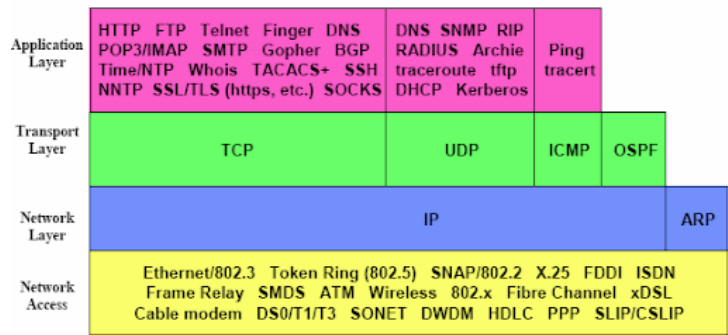 Application
Layer
HTTP FTP Telnet Finger DNS
POP3/IMAP SMTP Gopher BGP
Time/NTP Whois TACACS+ SSH
NNTP SSL/TLS (https, etc.) SOCKS
DNS SNMP RIP
RADIUS Archie
traceroute tftp
DHCP Kerberos
Ping
tracert
Transport
Layer
TCP
UDP
ICMP
OSPF
Network
Layer
IP
ARP
Network
Access
Ethernet/802.3 Token Ring (802.5) SNAP/802.2 X.25 FDDI ISDN
Frame Relay SMDS ATM Wireless 802.x Fibre Channel xDSL
Cable modem DS0/T1/T3 SONET DWDM HDLC PPP SLIP/CSLIP